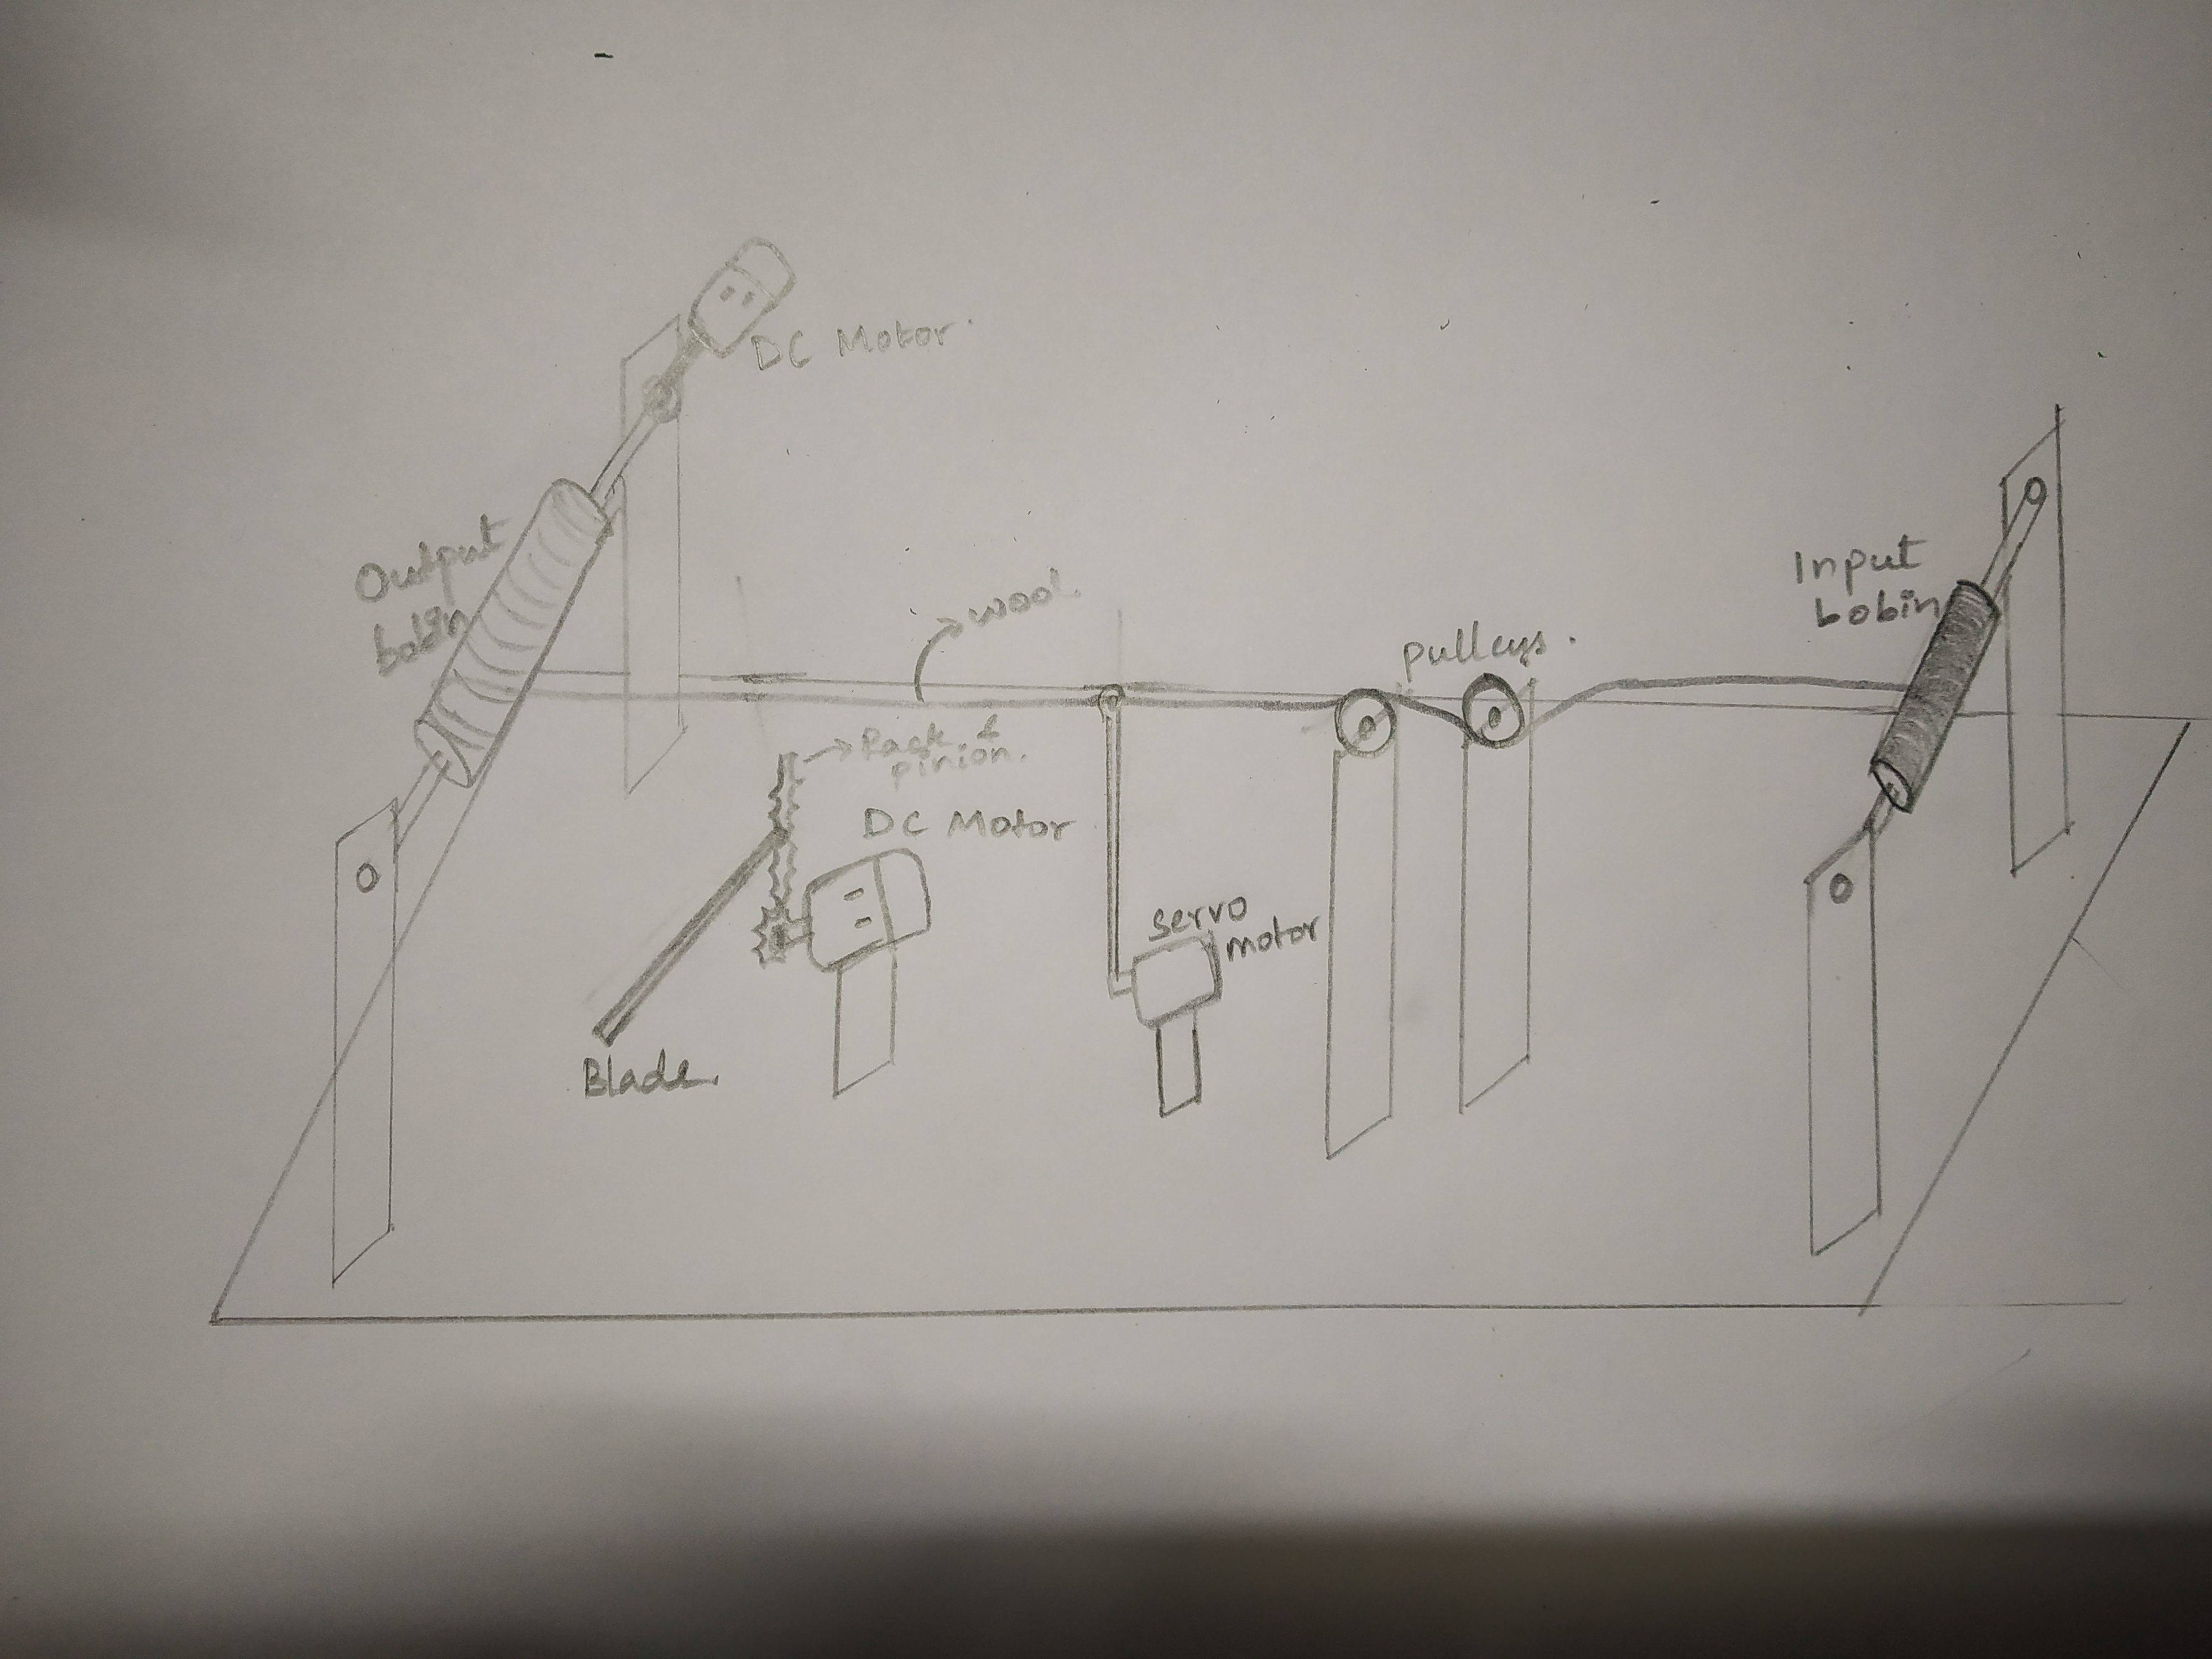 Output
bobin
DC Motor.
Blade
Rack &
pinion.
DC Motor
wool
servo
motor
pulleys.
Input
bobin